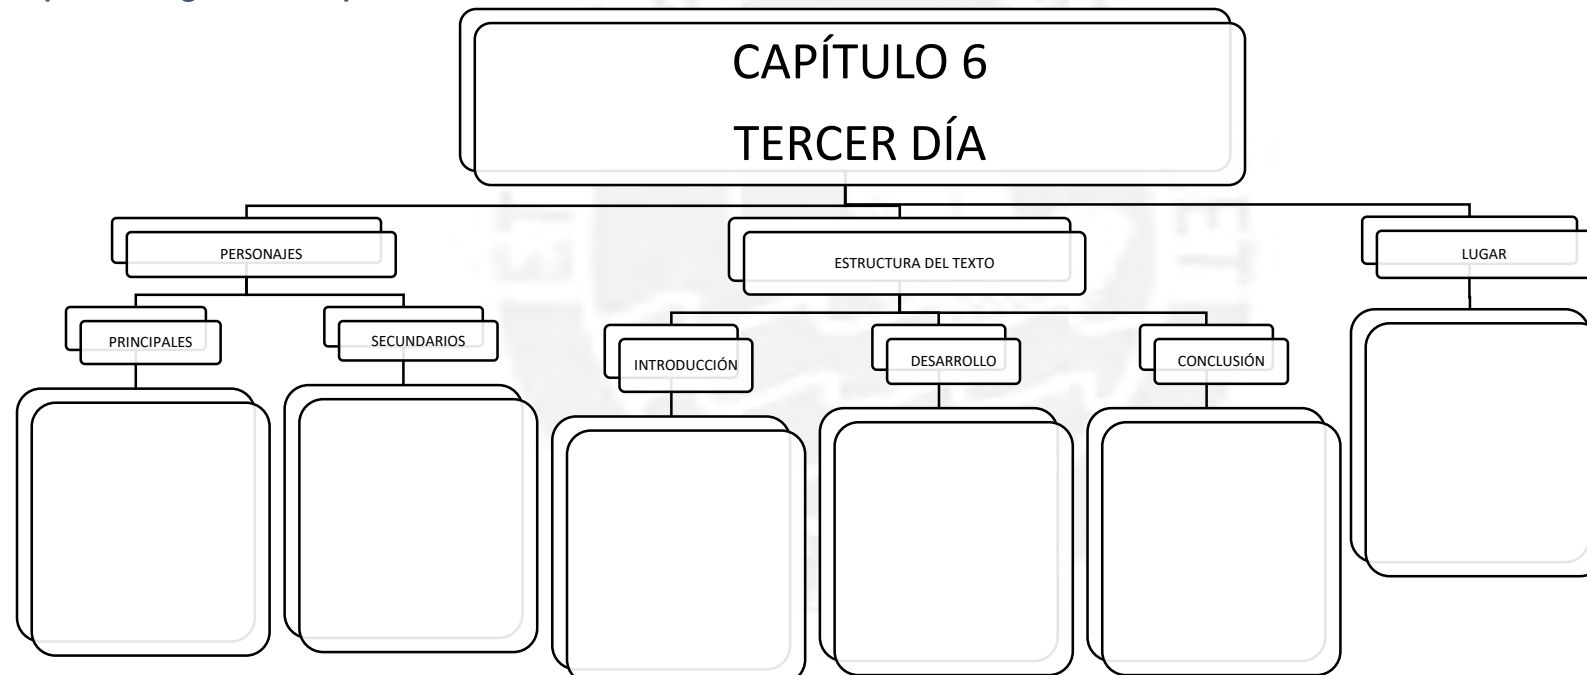 CAPÍTULO 6
TERCER DÍA
PERSONAJES
ESTRUCTURA DEL TEXTO
LUGAR
PRINCIPALES
SECUNDARIOS
INTRODUCCIÓN
DESARROLLO
CONCLUSIÓN